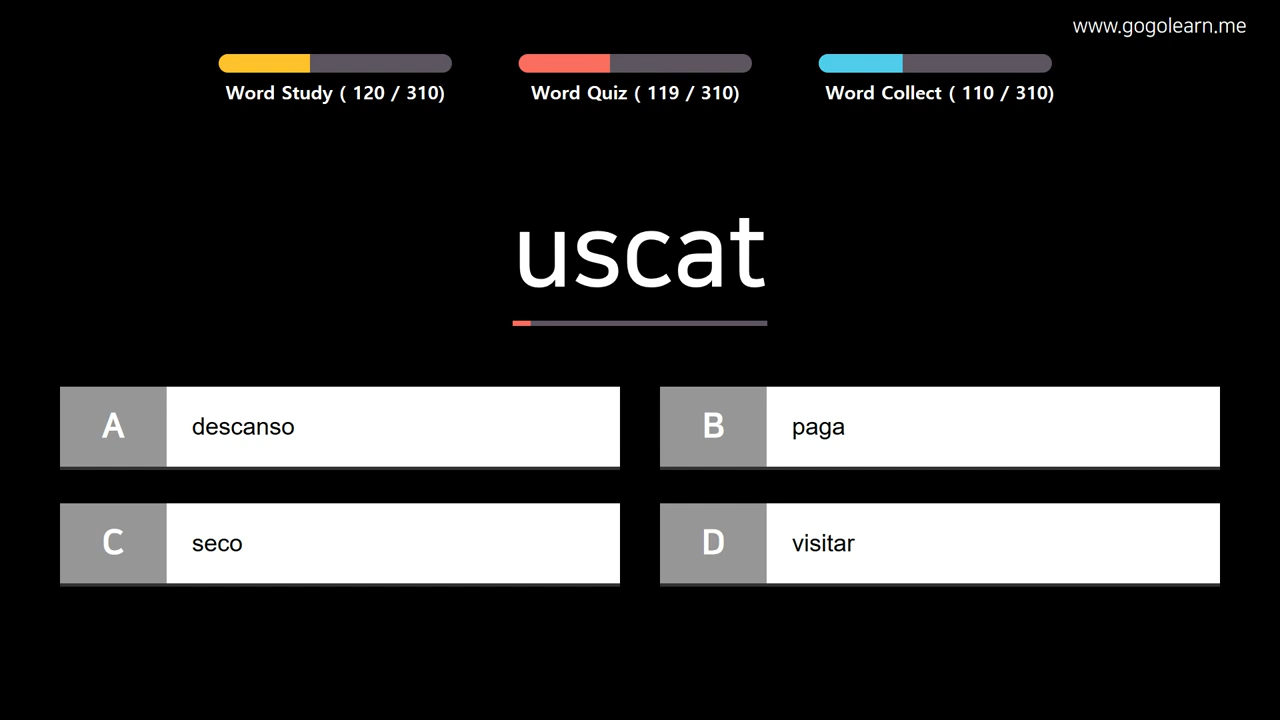 www.gogolearn.me
Word Study ( 120 / 310)
Word Quiz ( 119 / 310)
Word Collect ( 110 / 310)
uscat
A descanso
B paga
C seco
D visitar